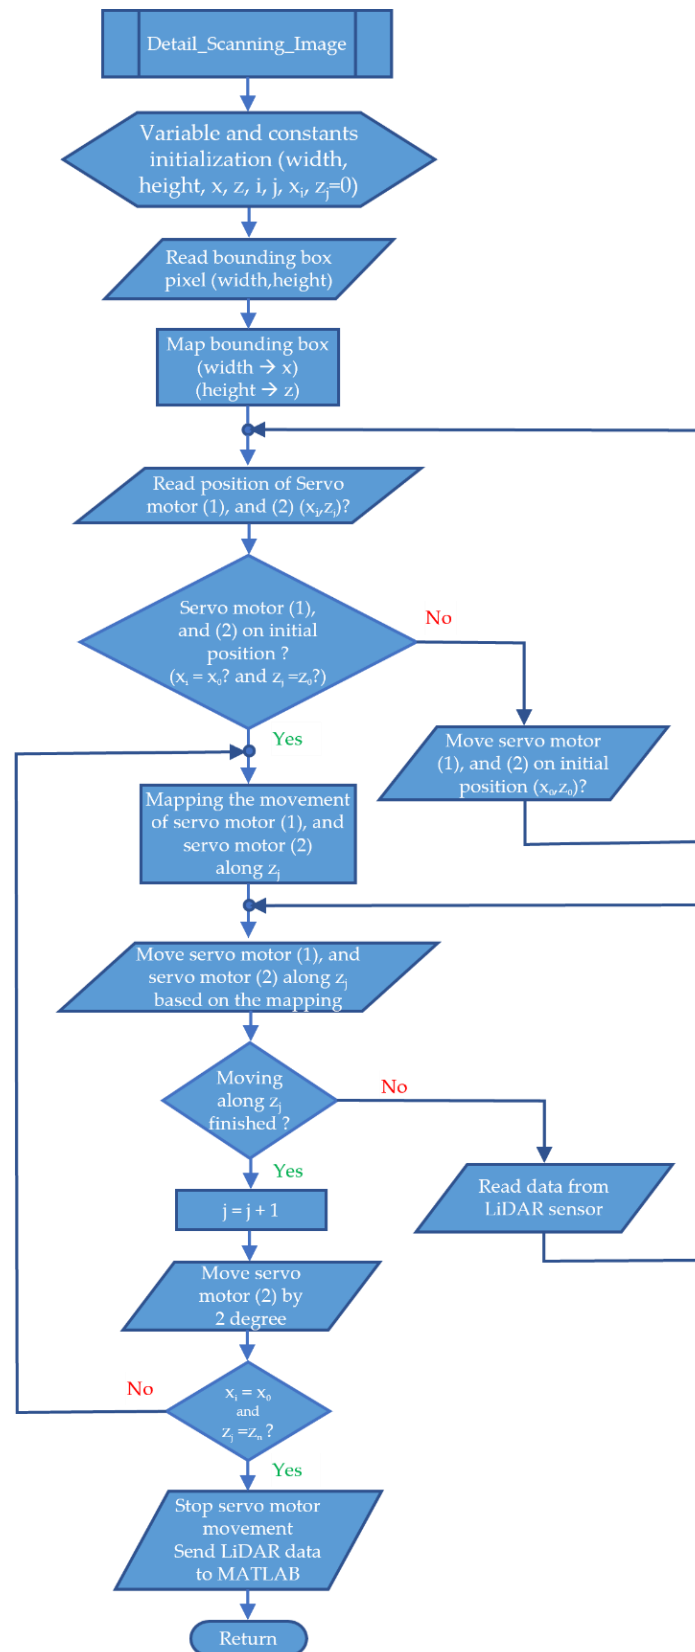 Detail_Scanning_Image
Variable and constants
initialization (width,
height, x, z, i, j, xᵢ, zⱼ=0)
Read bounding box
pixel (width,height)
Map bounding box
(width → x)
(height → z)
Read position of Servo
motor (1), and (2) (xᵢ,zⱼ)?
Servo motor (1),
and (2) on initial
position ?
(xᵢ = x₀? and zⱼ =z₀?)
No
Yes
Move servo motor
(1), and (2) on initial
position (x₀,z₀)?
Mapping the movement
of servo motor (1), and
servo motor (2)
along zⱼ
Move servo motor (1), and
servo motor (2) along zⱼ
based on the mapping
Moving
along zⱼ
finished ?
No
Yes
Read data from
LiDAR sensor
j = j + 1
Move servo
motor (2) by
2 degree
No
xᵢ = x₀
and
zⱼ =zₙ ?
Yes
Stop servo motor
movement
Send LiDAR data
to MATLAB
Return